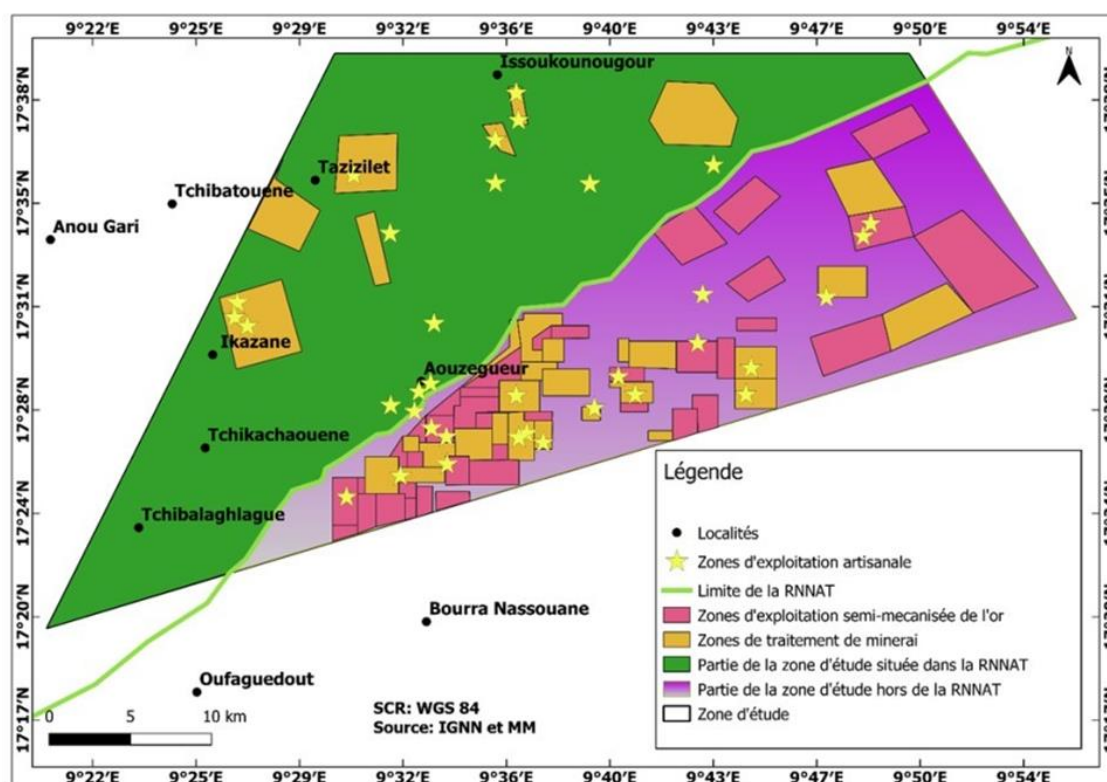 9°22′E 9°25′E 9°29′E 9°32′E 9°36′E 9°40′E 9°43′E 9°47′E 9°50′E 9°54′E
N
Issoukounougour
17°38′N
Tazizilet
Tchibatouene
17°35′N
Anou Gari
17°31′N
Ikazane
Aouzegueur
17°28′N
Tchikachaouene
17°24′N
Tchibalaghlague
Légende
Localités
Zones d'exploitation artisanale
Limite de la RNNAT
Zones d'exploitation semi-mecanisée de l'or
Zones de traitement de minerai
Partie de la zone d'étude située dans la RNNAT
Partie de la zone d'étude hors de la RNNAT
Zone d'étude
17°20′N
Bourra Nassouane
Oufaguedout
17°17′N
0 5 10 km
SCR: WGS 84
Source: IGNN et MM
9°22′E 9°25′E 9°29′E 9°32′E 9°36′E 9°40′E 9°43′E 9°47′E 9°50′E 9°54′E